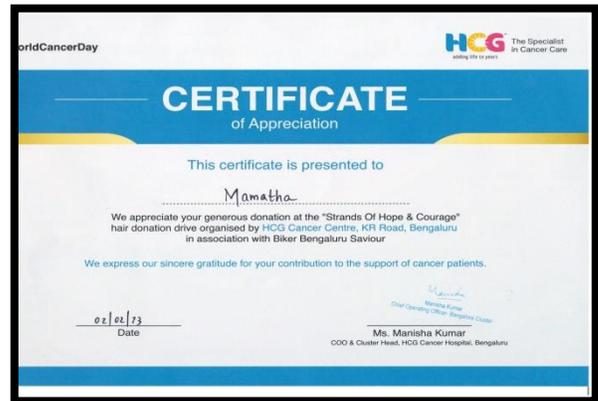 orldCancerDay
HCG
adding life to years
The Specialist
in Cancer Care
CERTIFICATE
of Appreciation
This certificate is presented to
Mamatha
We appreciate your generous donation at the "Strands Of Hope & Courage"
hair donation drive organised by HCG Cancer Centre, KR Road, Bengaluru
in association with Biker Bengaluru Saviour
We express our sincere gratitude for your contribution to the support of cancer patients.
Manisha Kumar
Chief Operating Officer- Bangalore Cluster
02/02/23
Date
Ms. Manisha Kumar
COO & Cluster Head, HCG Cancer Hospital, Bengaluru